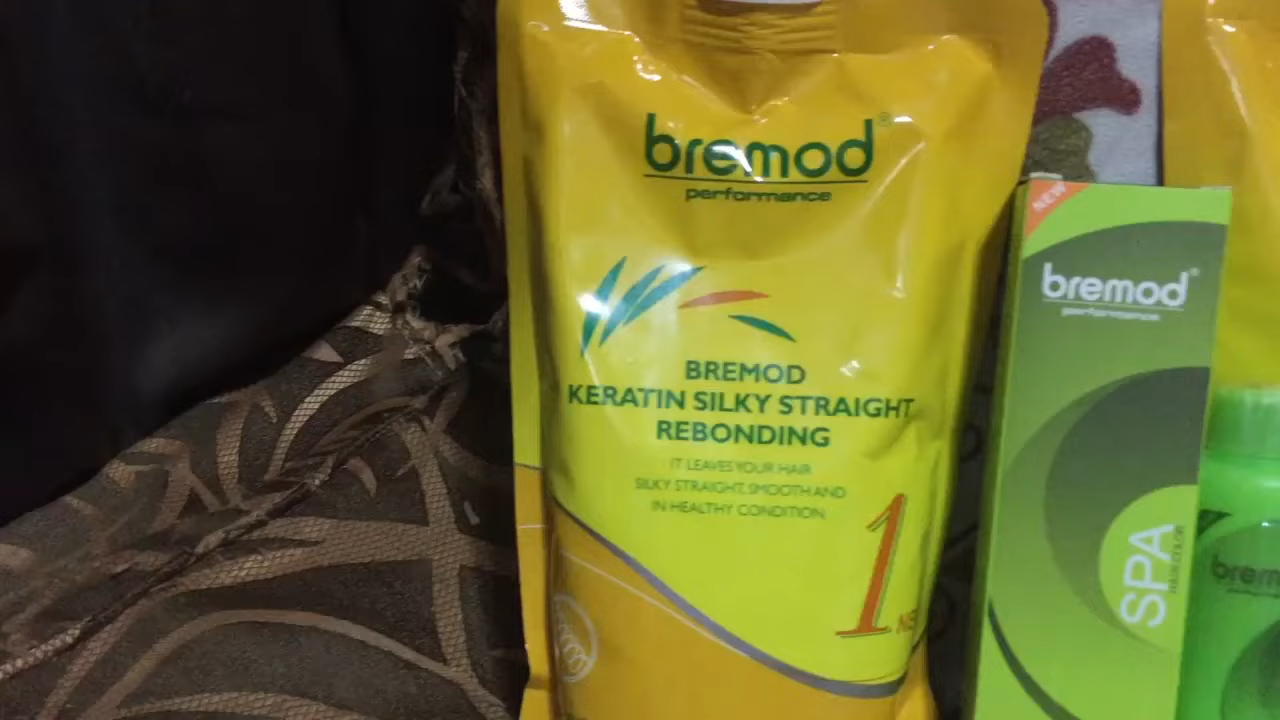 bremod®
performance
BREMOD
KERATIN SILKY STRAIGHT
REBONDING
IT LEAVES YOUR HAIR
SILKY STRAIGHT, SMOOTH AND
IN HEALTHY CONDITION
1
NEW
bremod®
performance
SPA
brem